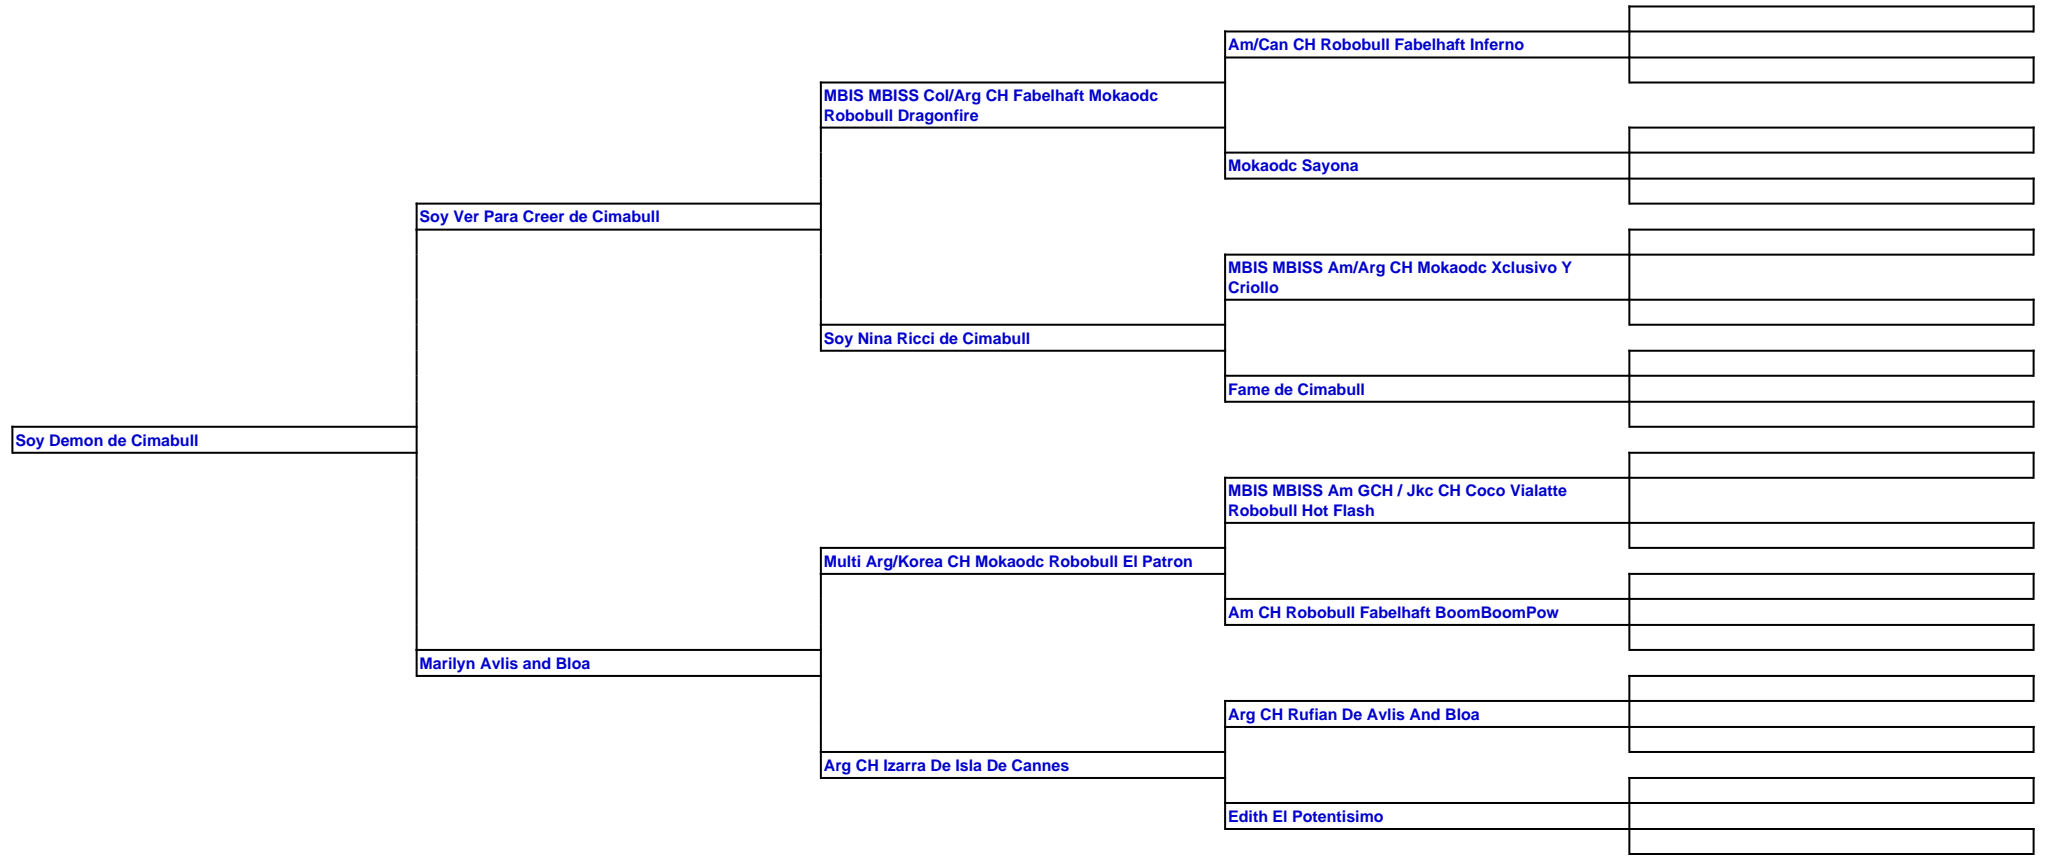 Am/Can CH Robobull Fabelhaft Inferno
MBIS MBISS Col/Arg CH Fabelhaft Mokaodc
Robobull Dragonfire
Mokaodc Sayona
Soy Ver Para Creer de Cimabull
MBIS MBISS Am/Arg CH Mokaodc Xclusivo Y
Criollo
Soy Nina Ricci de Cimabull
Fame de Cimabull
Soy Demon de Cimabull
MBIS MBISS Am GCH / Jkc CH Coco Vialatte
Robobull Hot Flash
Multi Arg/Korea CH Mokaodc Robobull El Patron
Am CH Robobull Fabelhaft BoomBoomPow
Marilyn Avlis and Bloa
Arg CH Rufian De Avlis And Bloa
Arg CH Izarra De Isla De Cannes
Edith El Potentisimo